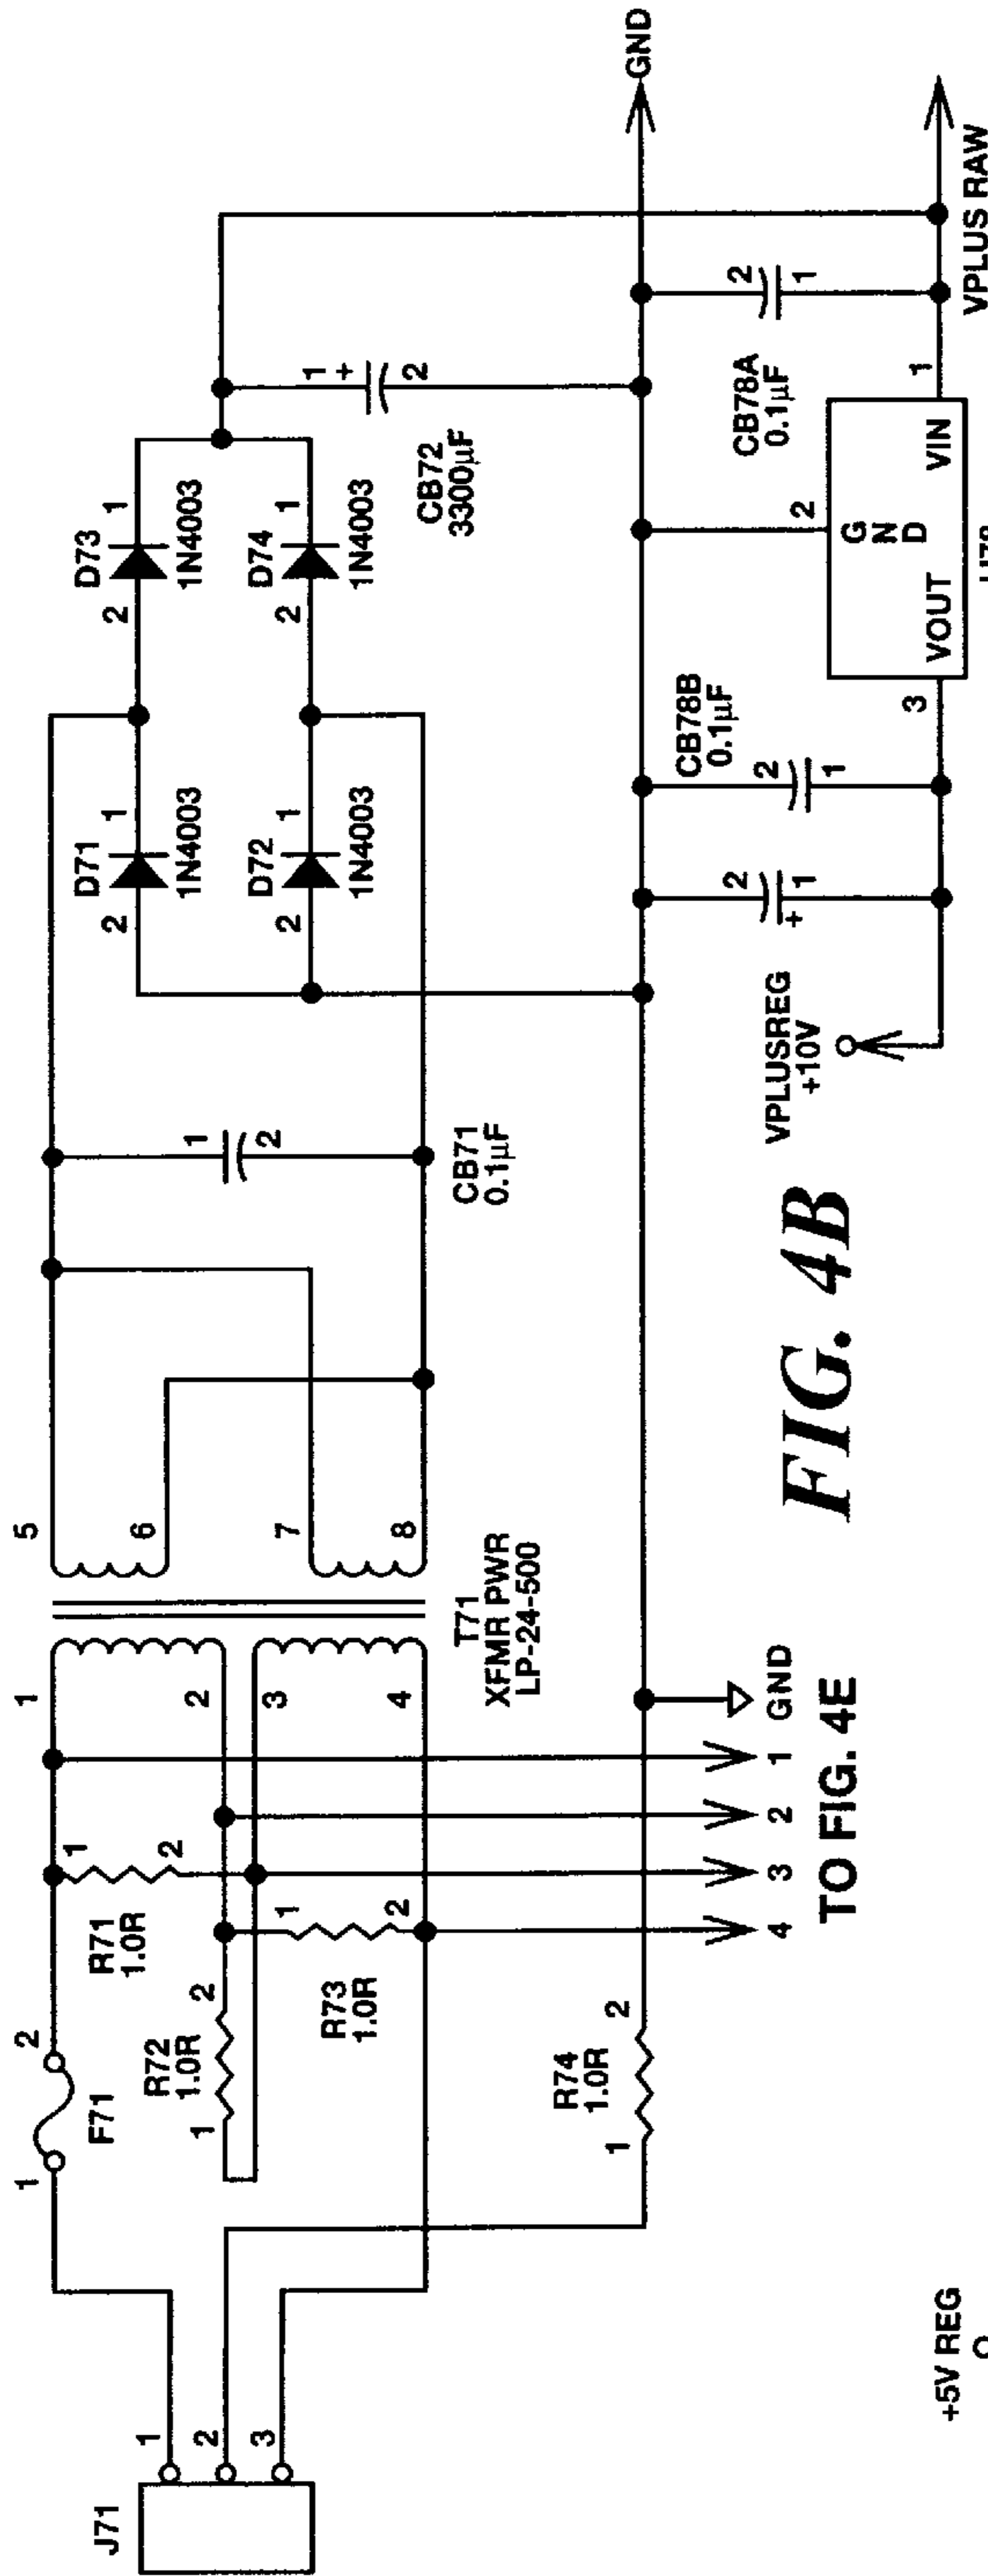 J71
1
2
3
1
2
F71
R71
1.0R
1
2
R72
1.0R
1
2
R73
1.0R
1
2
R74
1.0R
1
2
1
2
3
4
T71
XFMR PWR
LP-24-500
5
6
7
8
CB71
0.1μF
1
2
D71
1N4003
2
1
D72
1N4003
2
1
D73
1N4003
2
1
D74
1N4003
2
1
CB72
3300μF
1
+
2
GND
4
3
2
1
GND
TO FIG. 4E
FIG. 4B
VPLUSREG
+10V
2
1
+
CB78B
0.1μF
2
1
3
VOUT
GND
VIN
2
1
CB78A
0.1μF
2
1
VPLUS RAW
+5V REG